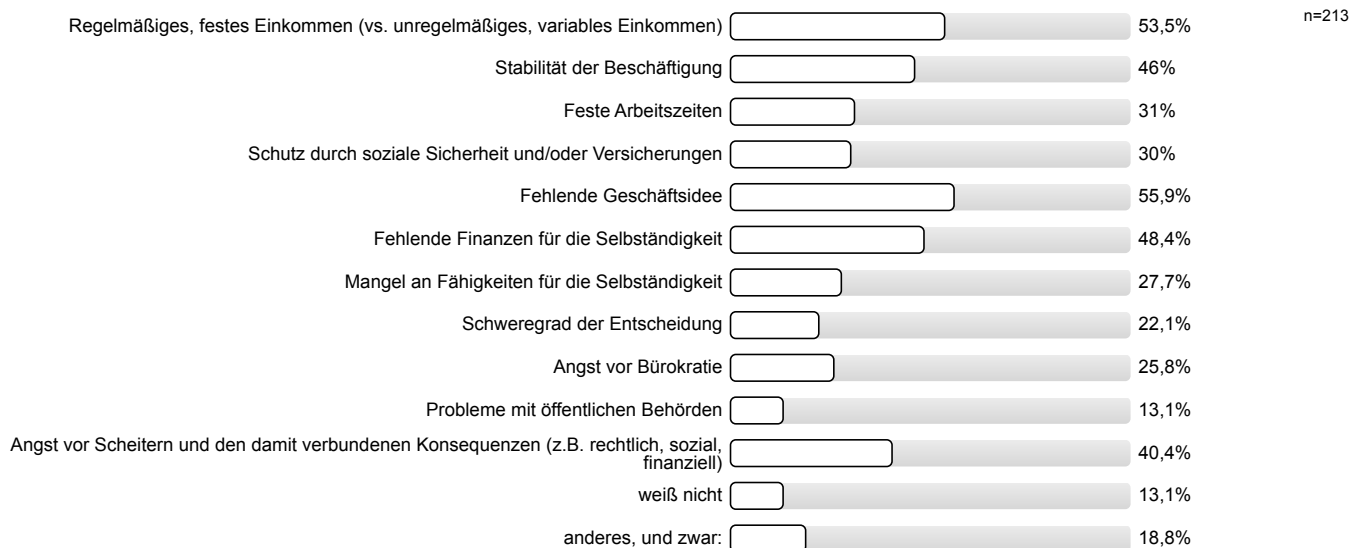 n=213
Regelmäßiges, festes Einkommen (vs. unregelmäßiges, variables Einkommen) 53,5%
Stabilität der Beschäftigung 46%
Feste Arbeitszeiten 31%
Schutz durch soziale Sicherheit und/oder Versicherungen 30%
Fehlende Geschäftsidee 55,9%
Fehlende Finanzen für die Selbständigkeit 48,4%
Mangel an Fähigkeiten für die Selbständigkeit 27,7%
Schweregrad der Entscheidung 22,1%
Angst vor Bürokratie 25,8%
Probleme mit öffentlichen Behörden 13,1%
Angst vor Scheitern und den damit verbundenen Konsequenzen (z.B. rechtlich, sozial,
finanziell) 40,4%
weiß nicht 13,1%
anderes, und zwar: 18,8%